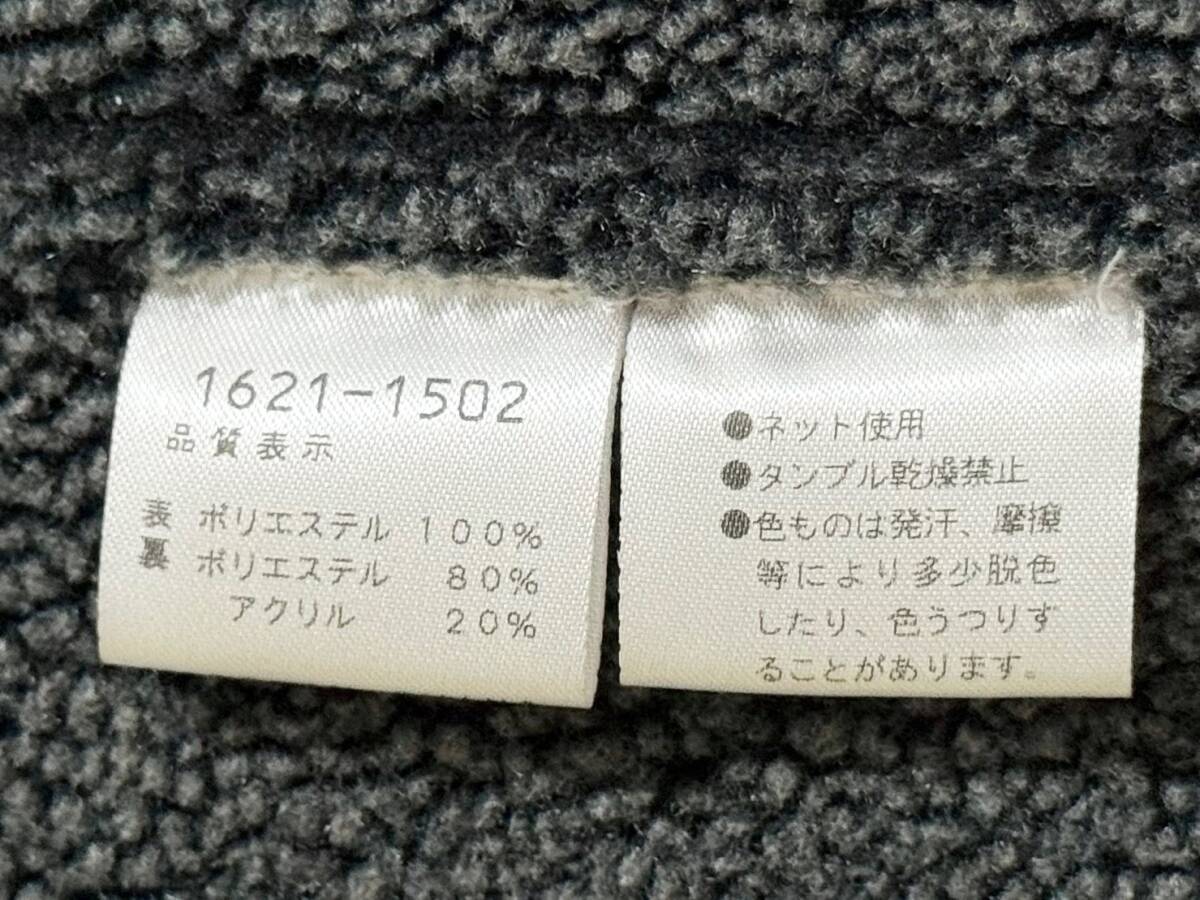 1621-1502
品質表示
表 ポリエステル 100%
裏 ポリエステル 80%
アクリル 20%
●ネット使用
●タンブル乾燥禁止
●色ものは発汗、摩擦
等により多少脱色
したり、色うつりす
ることがあります。